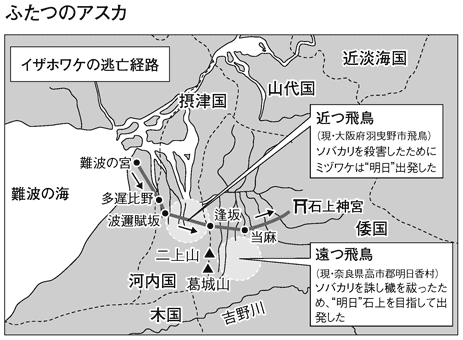 ふたつのアスカ
イザホワケの逃亡経路
近淡海国
山代国
摂津国
近つ飛鳥
(現・大阪府羽曳野市飛鳥)
ソバカリを殺害したために
ミヅワケは“明日”出発した
難波の宮
難波の海
多遅比野
波邇賦坂
逢坂
石上神宮
当麻
倭国
二上山
河内国
葛城山
遠つ飛鳥
(現・奈良県高市郡明日香村)
ソバカリを誅し穢を祓ったた
め、“明日”石上を目指して出
発した
木国
吉野川